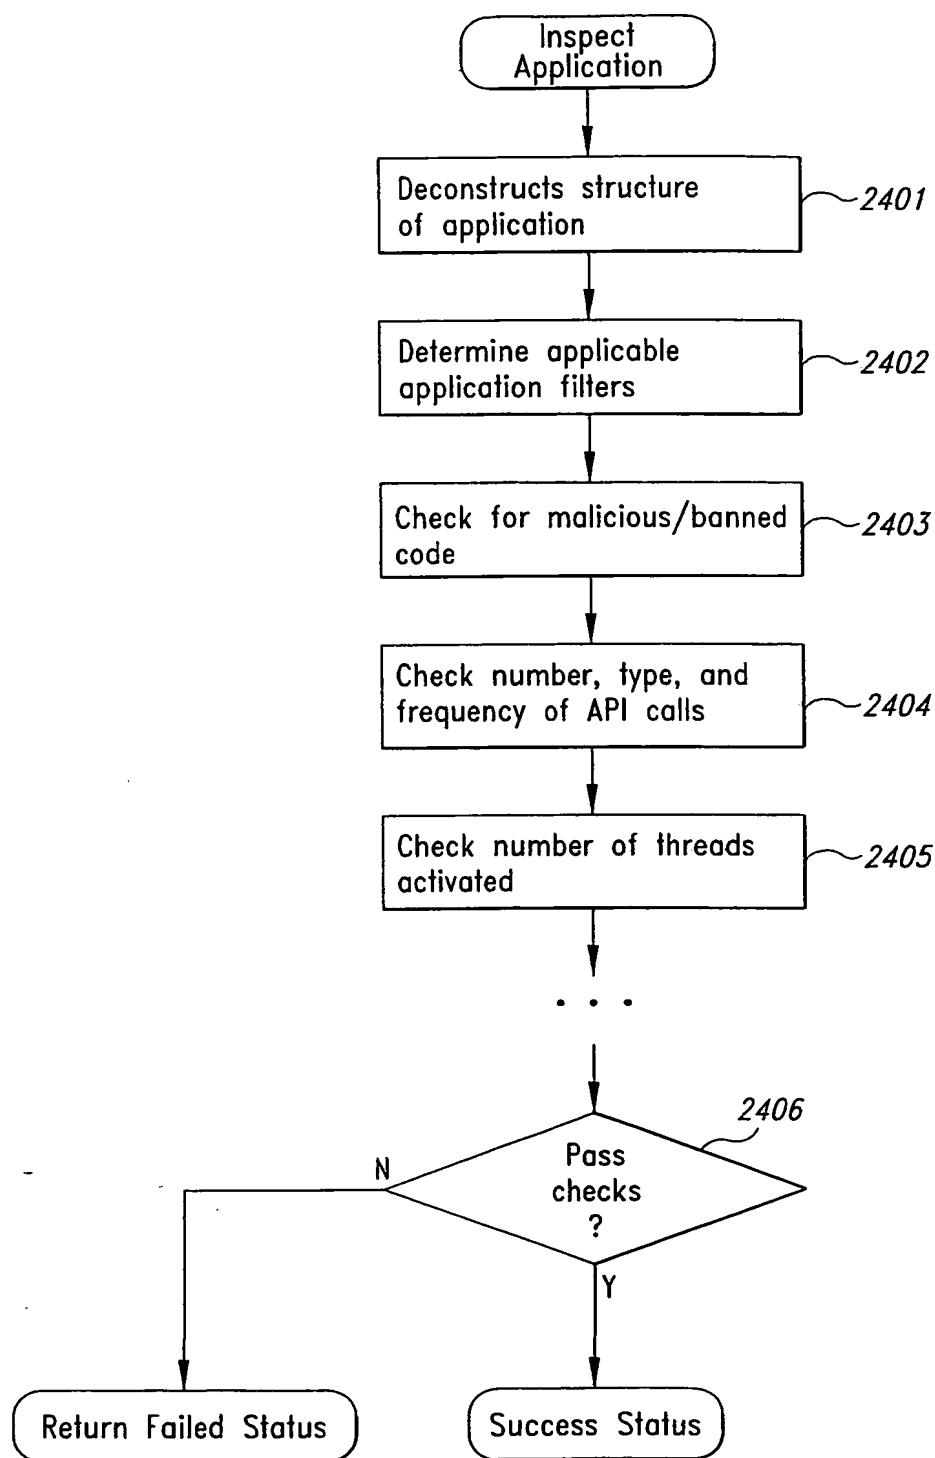 Inspect
Application
Deconstructs structure
of application
2401
Determine applicable
application filters
2402
Check for malicious/banned
code
2403
Check number, type, and
frequency of API calls
2404
Check number of threads
activated
2405
. . .
2406
Pass
checks
?
N
Y
Return Failed Status
Success Status